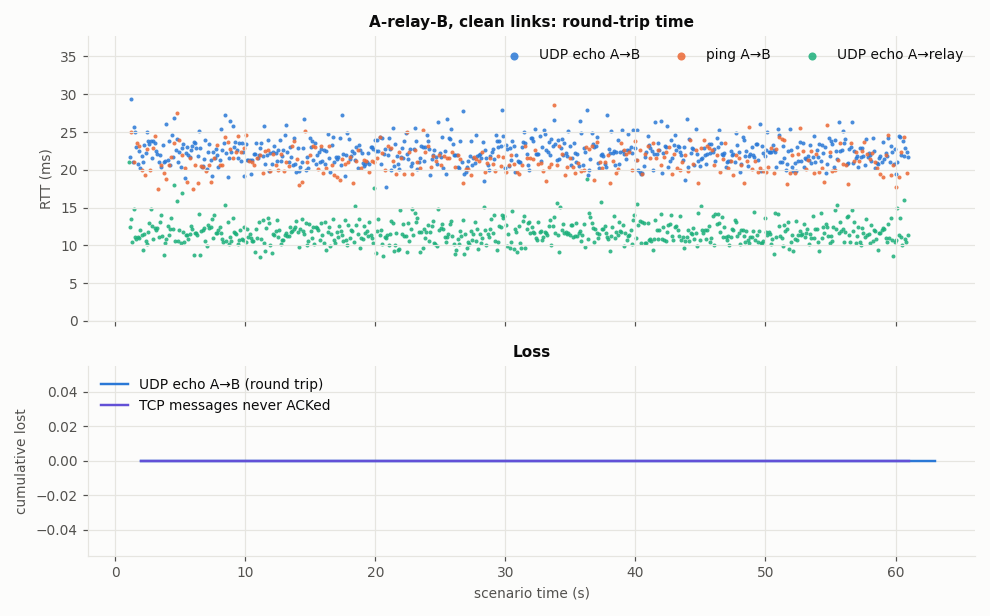 A-relay-B, clean links: round-trip time
UDP echo A→B ping A→B UDP echo A→relay
35
30
25
20
15
10
5
0
RTT (ms)
Loss
UDP echo A→B (round trip)
TCP messages never ACKed
0.04
0.02
0.00
−0.02
−0.04
cumulative lost
0 10 20 30 40 50 60
scenario time (s)